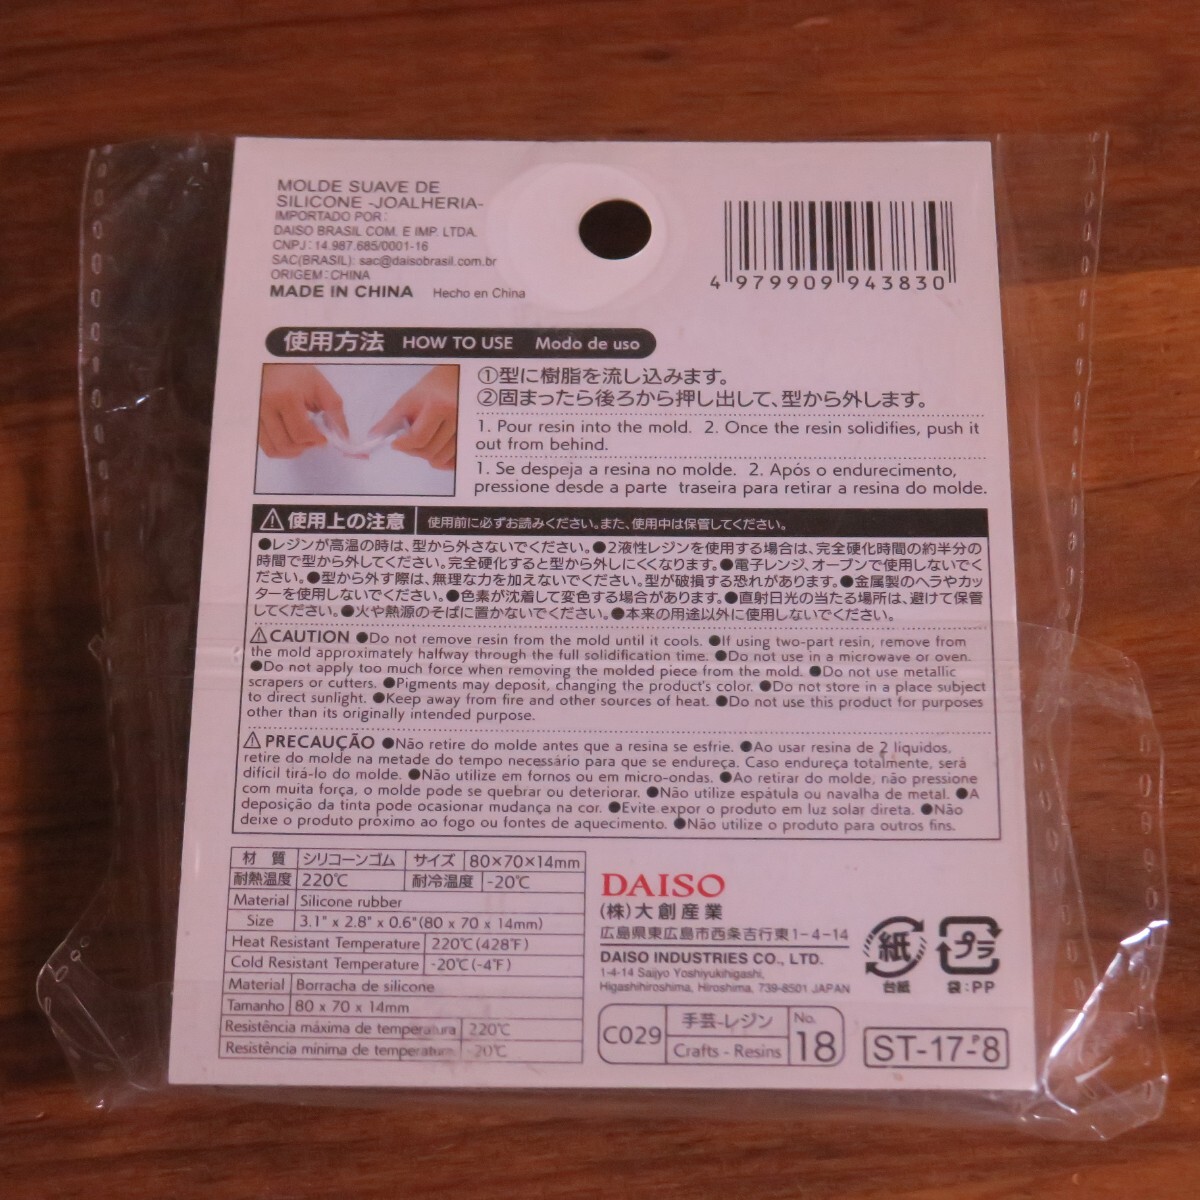 MOLDE SUAVE DE
SILICONE -JOALHERIA-
IMPORTADO POR:
DAISO BRASIL COM. E IMP. LTDA.
CNPJ: 14.987.685/0001-16
SAC(BRASIL): sac@daisobrasil.com.br
ORIGEM: CHINA
MADE IN CHINA Hecho en China
4 979909 943830
使用方法 HOW TO USE Modo de uso
①型に樹脂を流し込みます。
②固まったら後ろから押し出して、型から外します。
1. Pour resin into the mold. 2. Once the resin solidifies, push it
out from behind.
1. Se despeja a resina no molde. 2. Após o endurecimento,
pressione desde a parte traseira para retirar a resina do molde.
⚠使用上の注意 使用前に必ずお読みください。また、使用中は保管してください。
●レジンが高温の時は、型から外さないでください。●2液性レジンを使用する場合は、完全硬化時間の約半分の
時間で型から外してください。完全硬化すると型から外しにくくなります。●電子レンジ、オーブンで使用しないでく
ださい。●型から外す際は、無理な力を加えないでください。型が破損する恐れがあります。●金属製のヘラやカッ
ターを使用しないでください。●色素が沈着して変色する場合があります。●直射日光の当たる場所は、避けて保管
してください。●火や熱源のそばに置かないでください。●本来の用途以外に使用しないでください。
⚠CAUTION ●Do not remove resin from the mold until it cools. ●If using two-part resin, remove from
the mold approximately halfway through the full solidification time. ●Do not use in a microwave or oven.
●Do not apply too much force when removing the molded piece from the mold. ●Do not use metallic
scrapers or cutters. ●Pigments may deposit, changing the product's color. ●Do not store in a place subject
to direct sunlight. ●Keep away from fire and other sources of heat. ●Do not use this product for purposes
other than its originally intended purpose.
⚠PRECAUÇÃO ●Não retire do molde antes que a resina se esfrie. ●Ao usar resina de 2 líquidos,
retire do molde na metade do tempo necessário para que se endureça. Caso endureça totalmente, será
difícil tirá-lo do molde. ●Não utilize em fornos ou em micro-ondas. ●Ao retirar do molde, não pressione
com muita força, o molde pode se quebrar ou deteriorar. ●Não utilize espátula ou navalha de metal. ●A
deposição da tinta pode ocasionar mudança na cor. ●Evite expor o produto em luz solar direta. ●Não
deixe o produto próximo ao fogo ou fontes de aquecimento. ●Não utilize o produto para outros fins.
材質 シリコーンゴム サイズ 80×70×14mm
耐熱温度 220℃ 耐冷温度 -20℃
Material Silicone rubber
Size 3.1" x 2.8" x 0.6"(80 x 70 x 14mm)
Heat Resistant Temperature 220℃(428℉)
Cold Resistant Temperature -20℃(-4℉)
Material Borracha de silicone
Tamanho 80 x 70 x 14mm
Resistência máxima de temperatura 220℃
Resistência mínima de temperatura -20℃
DAISO
(株)大創産業
広島県東広島市西条吉行東1-4-14
DAISO INDUSTRIES CO., LTD.
1-4-14 Saijyo Yoshiyukihigashi,
Higashihiroshima, Hiroshima, 739-8501 JAPAN
紙
台紙
プラ
袋:PP
C029 手芸-レジン
Crafts - Resins
No.
18
ST-17-P8